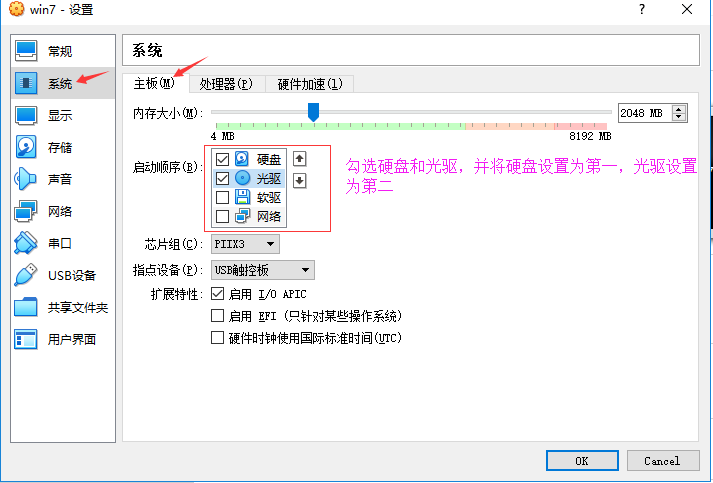 win7 - 设置
常规
系统
显示
存储
声音
网络
串口
USB设备
共享文件夹
用户界面
系统
主板(M)
处理器(P)
硬件加速(l)
内存大小(M):
2048 MB
4 MB
8192 MB
启动顺序(B):
硬盘
光驱
软驱
网络
勾选硬盘和光驱，并将硬盘设置为第一，光驱设置
为第二
芯片组(C):
PIIX3
指点设备(P):
USB触控板
扩展特性:
启用 I/O APIC
启用 EFI (只针对某些操作系统)
硬件时钟使用国际标准时间(UTC)
OK
Cancel